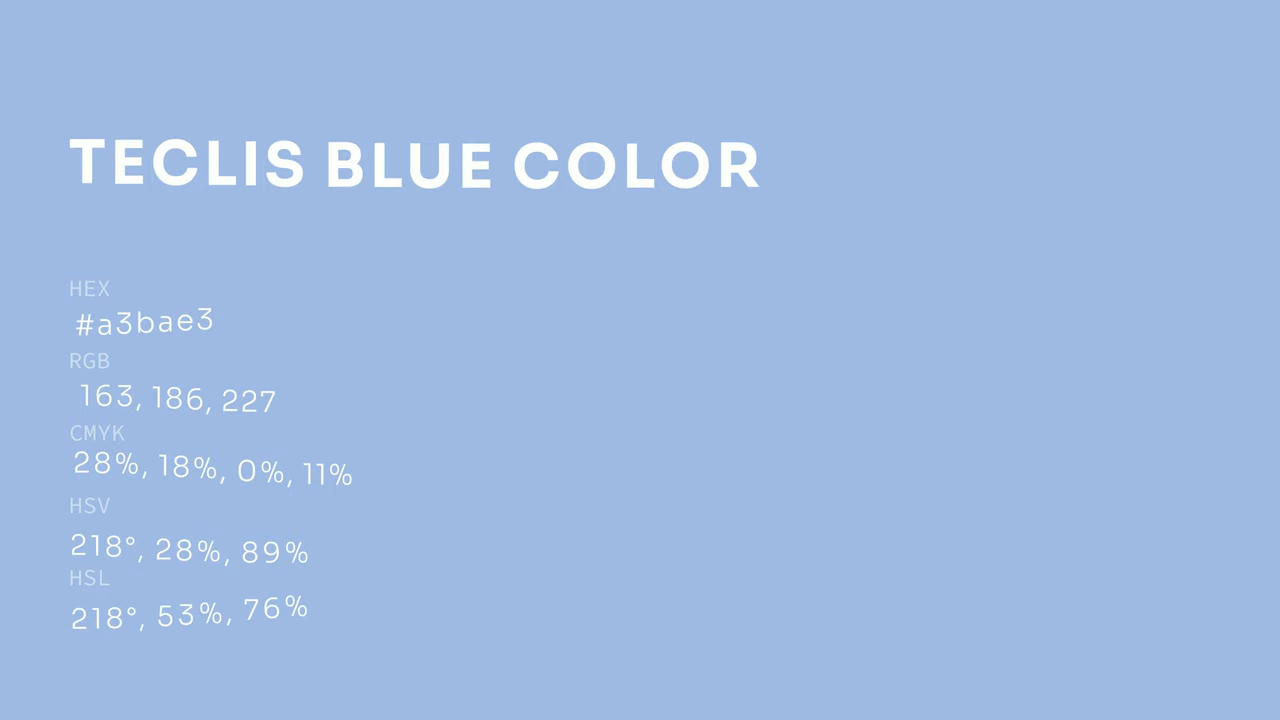 TECLIS BLUE COLOR
HEX
#a3bae3
RGB
163, 186, 227
CMYK
28%, 18%, 0%, 11%
HSV
218°, 28%, 89%
HSL
218°, 53%, 76%